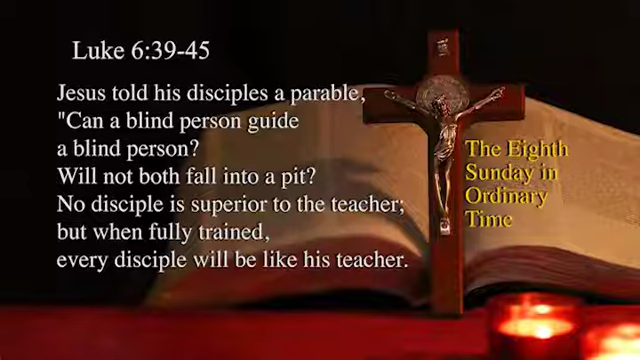 Luke 6:39-45
Jesus told his disciples a parable,
"Can a blind person guide
a blind person?
Will not both fall into a pit?
No disciple is superior to the teacher;
but when fully trained,
every disciple will be like his teacher.
The Eighth
Sunday in
Ordinary
Time